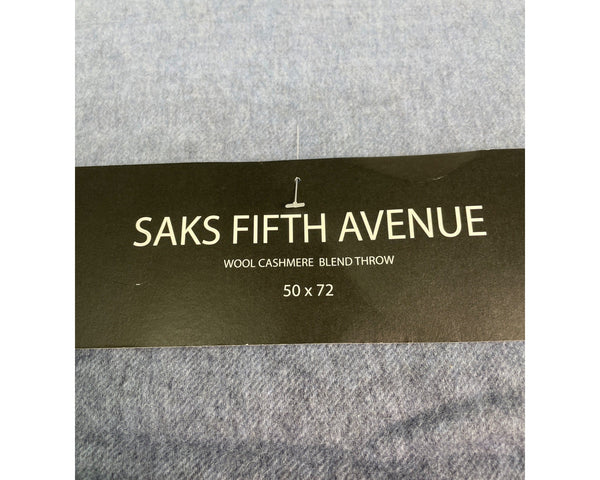 SAKS FIFTH AVENUE
WOOL CASHMERE BLEND THROW
50 x 72